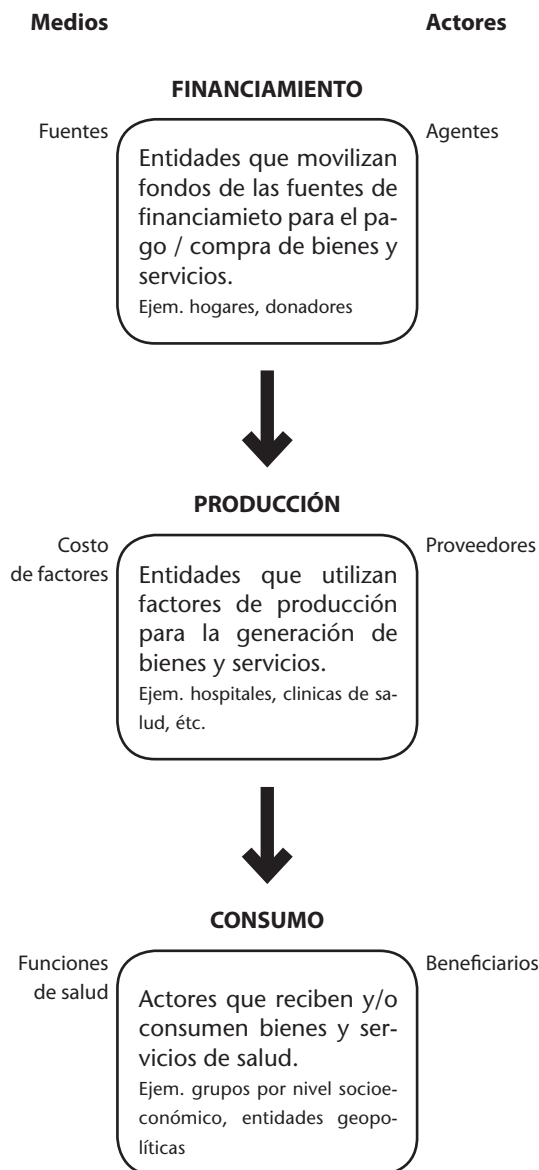 Medios Actores
FINANCIAMIENTO
Fuentes
Agentes
Entidades que movilizan
fondos de las fuentes de
financiamieto para el pa-
go / compra de bienes y
servicios.
Ejem. hogares, donadores
PRODUCCIÓN
Costo
de factores
Proveedores
Entidades que utilizan
factores de producción
para la generación de
bienes y servicios.
Ejem. hospitales, clinicas de sa-
lud, étc.
CONSUMO
Funciones
de salud
Beneficiarios
Actores que reciben y/o
consumen bienes y ser-
vicios de salud.
Ejem. grupos por nivel socioe-
conómico, entidades geopo-
líticas